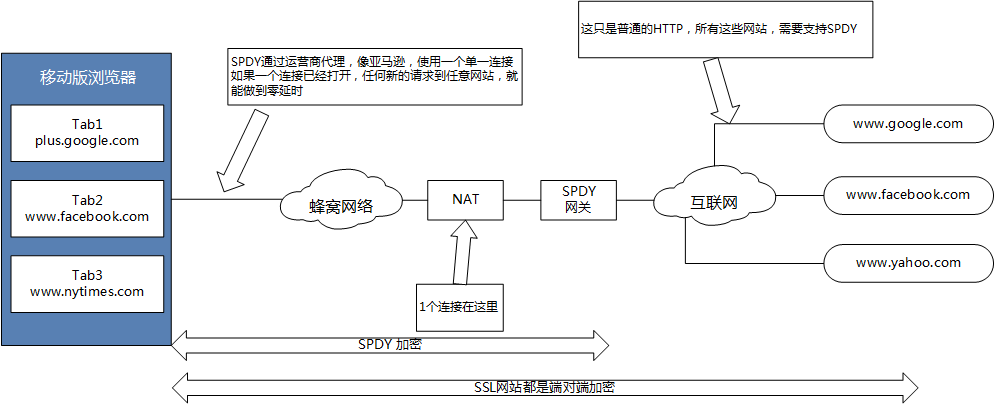 这只是普通的HTTP，所有这些网站，需要支持SPDY
SPDY通过运营商代理，像亚马逊，使用一个单一连接
如果一个连接已经打开，任何新的请求到任意网站，就
能做到零延时
移动版浏览器
Tab1
plus.google.com
Tab2
www.facebook.com
Tab3
www.nytimes.com
蜂窝网络
NAT
SPDY
网关
互联网
www.google.com
www.facebook.com
www.yahoo.com
1个连接在这里
SPDY 加密
SSL网站都是端对端加密